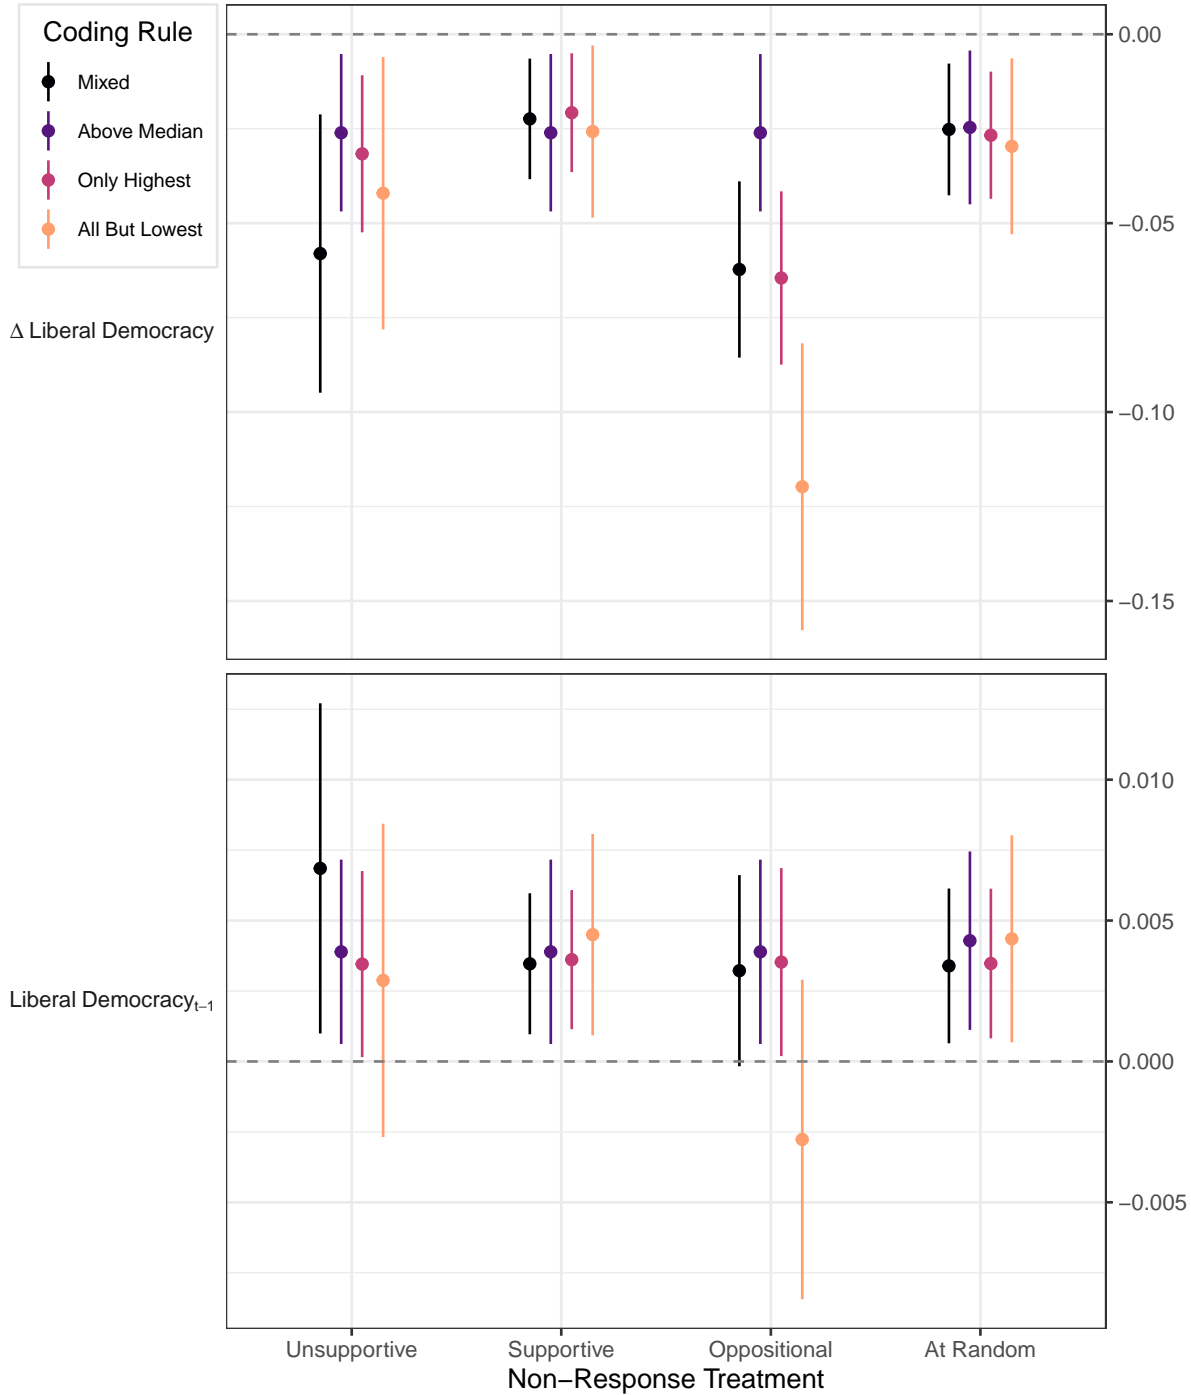 Coding Rule
Mixed
Above Median
Only Highest
All But Lowest
Δ Liberal Democracy
0.00
−0.05
−0.10
−0.15
Liberal Democracyt−1
0.010
0.005
0.000
−0.005
Unsupportive Supportive Oppositional At Random
Non−Response Treatment